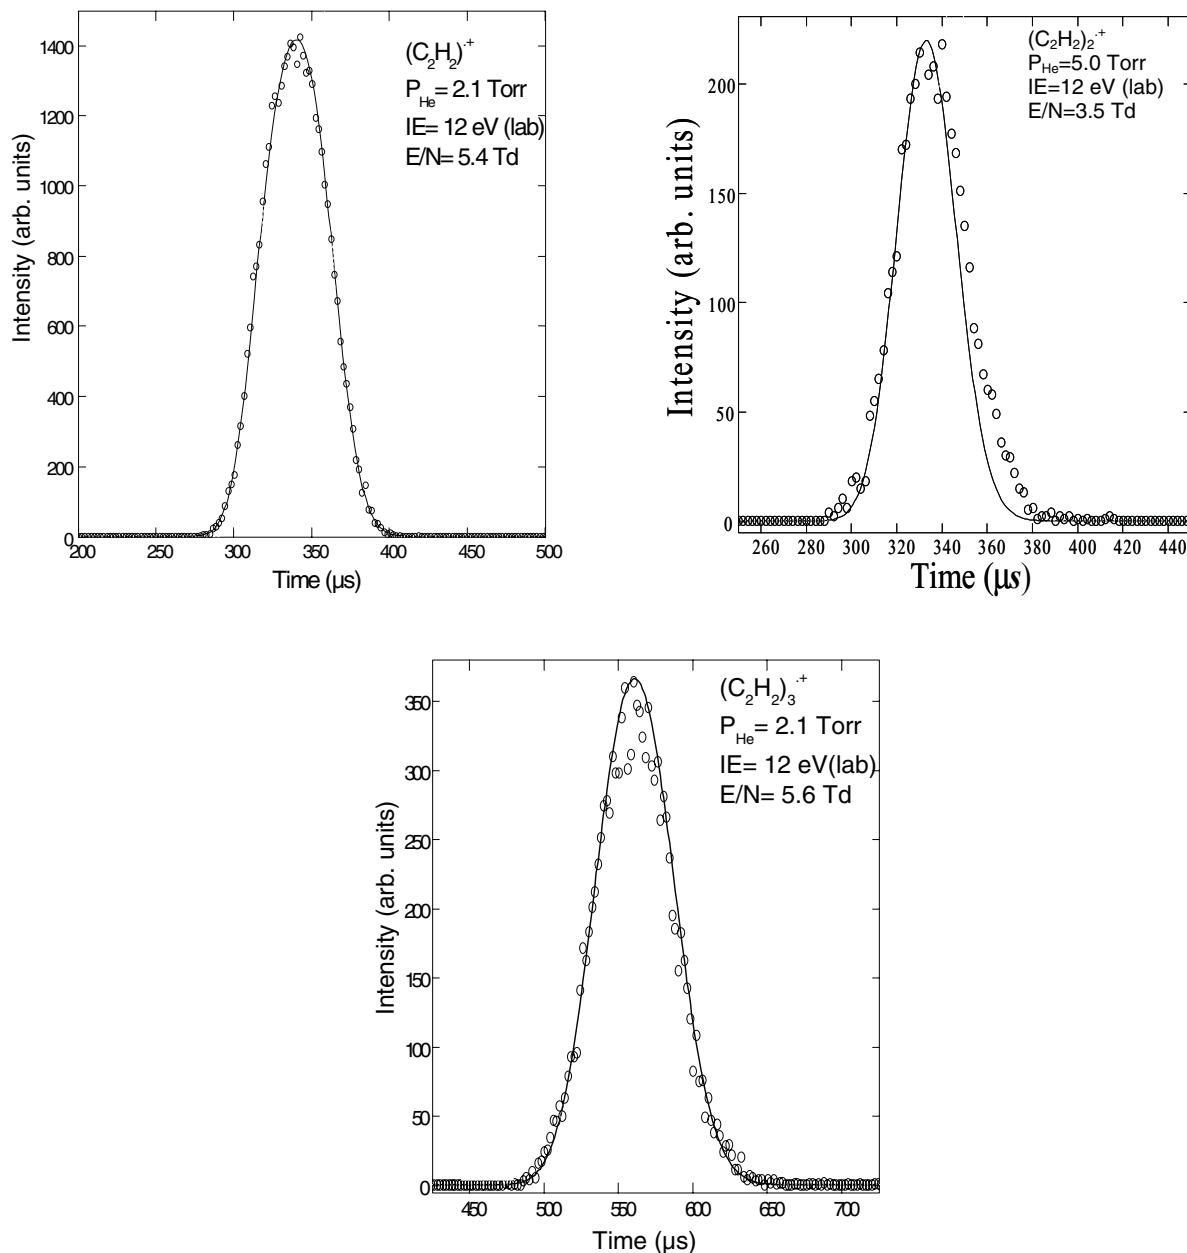 1400
1200
1000
800
600
400
200
0
200
250
300
350
400
450
500
Intensity (arb. units)
Time (µs)
(C2H2)·+
PHe= 2.1 Torr
IE= 12 eV (lab)
E/N= 5.4 Td
200
150
100
50
0
260
280
300
320
340
360
380
400
420
440
Intensity (arb. units)
Time (µs)
(C2H2)2·+
PHe=5.0 Torr
IE=12 eV (lab)
E/N=3.5 Td
350
300
250
200
150
100
50
0
450
500
550
600
650
700
Intensity (arb. units)
Time (µs)
(C2H2)3·+
PHe= 2.1 Torr
IE= 12 eV(lab)
E/N= 5.6 Td